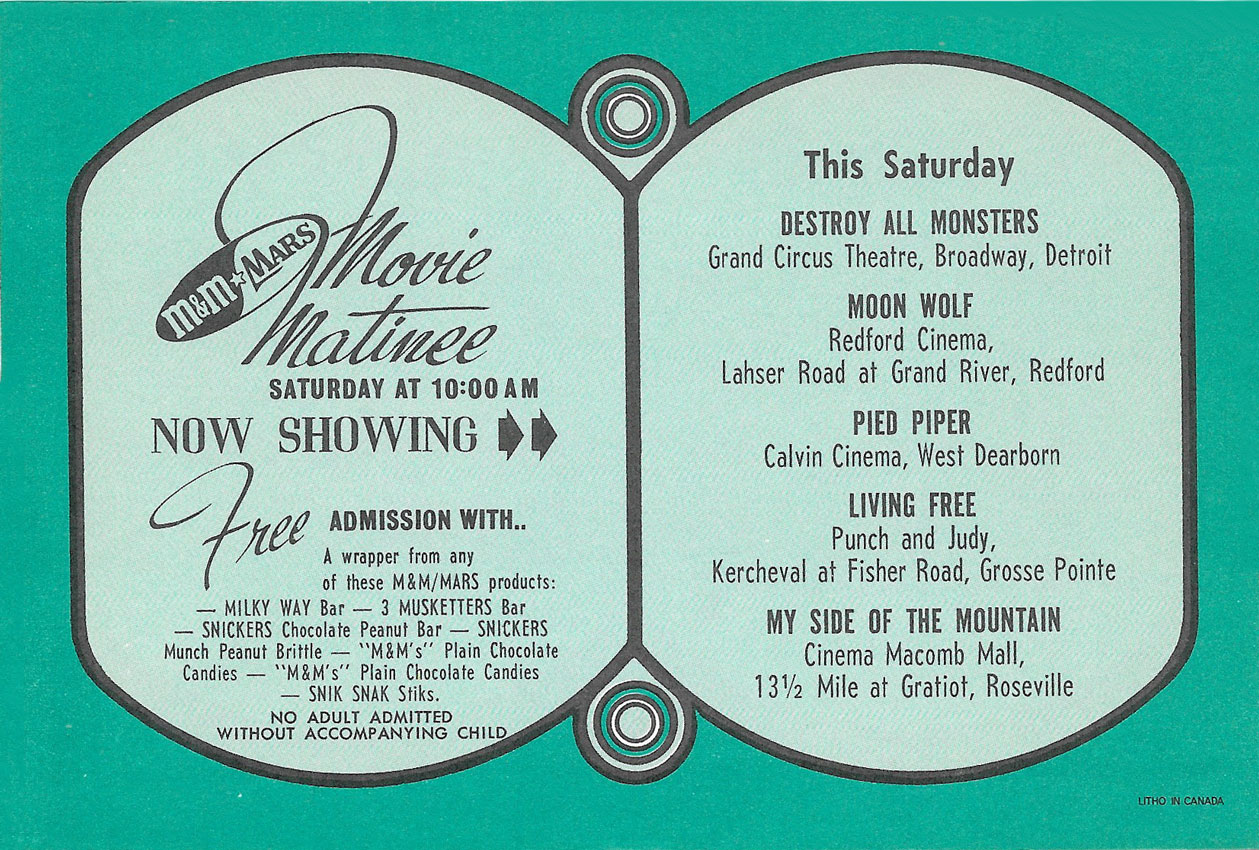 M&M★MARS
Movie
Matinee
SATURDAY AT 10:00 AM
NOW SHOWING
Free ADMISSION WITH..
A wrapper from any
of these M&M/MARS products:
— MILKY WAY Bar — 3 MUSKETTERS Bar
— SNICKERS Chocolate Peanut Bar — SNICKERS
Munch Peanut Brittle — "M&M's" Plain Chocolate
Candies — "M&M's" Plain Chocolate Candies
— SNIK SNAK Stiks.
NO ADULT ADMITTED
WITHOUT ACCOMPANYING CHILD
This Saturday
DESTROY ALL MONSTERS
Grand Circus Theatre, Broadway, Detroit
MOON WOLF
Redford Cinema,
Lahser Road at Grand River, Redford
PIED PIPER
Calvin Cinema, West Dearborn
LIVING FREE
Punch and Judy,
Kercheval at Fisher Road, Grosse Pointe
MY SIDE OF THE MOUNTAIN
Cinema Macomb Mall,
13½ Mile at Gratiot, Roseville
LITHO IN CANADA